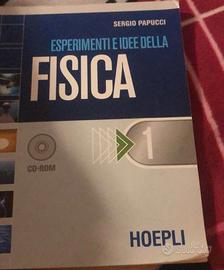 SERGIO PAPUCCI
ESPERIMENTI E IDEE DELLA
FISICA
CD-ROM
1
HOEPLI